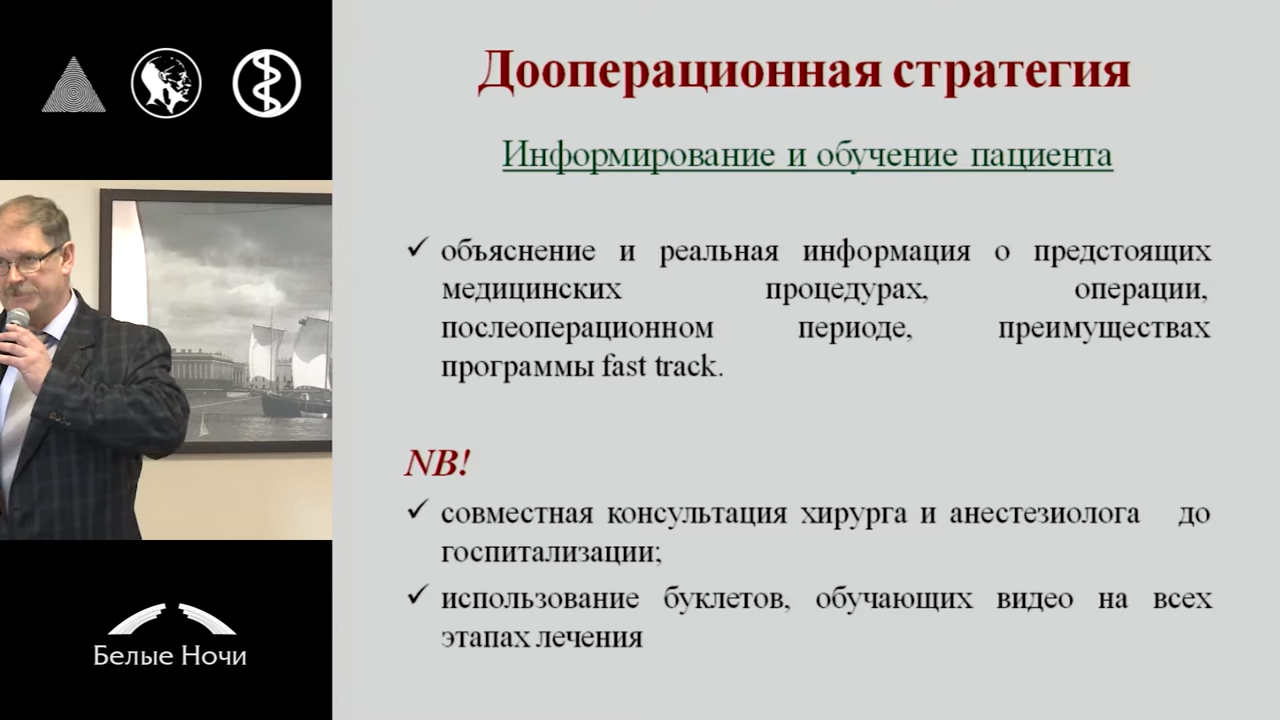 Дооперационная стратегия
Информирование и обучение пациента
✓ объяснение и реальная информация о предстоящих
медицинских процедурах, операции,
послеоперационном периоде, преимуществах
программы fast track.
NB!
✓ совместная консультация хирурга и анестезиолога до
госпитализации;
✓ использование буклетов, обучающих видео на всех
этапах лечения
Белые Ночи